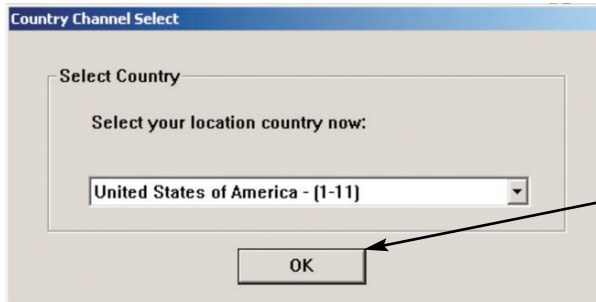 Country Channel Select
Select Country
Select your location country now:
United States of America - (1-11)
OK